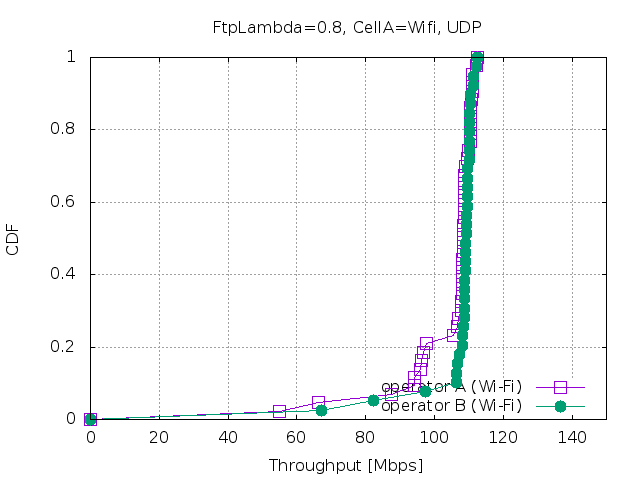 FtpLambda=0.8, CellA=Wifi, UDP
1
0.8
0.6
0.4
0.2
0
CDF
operator A (Wi-Fi)
operator B (Wi-Fi)
0 20 40 60 80 100 120 140
Throughput [Mbps]